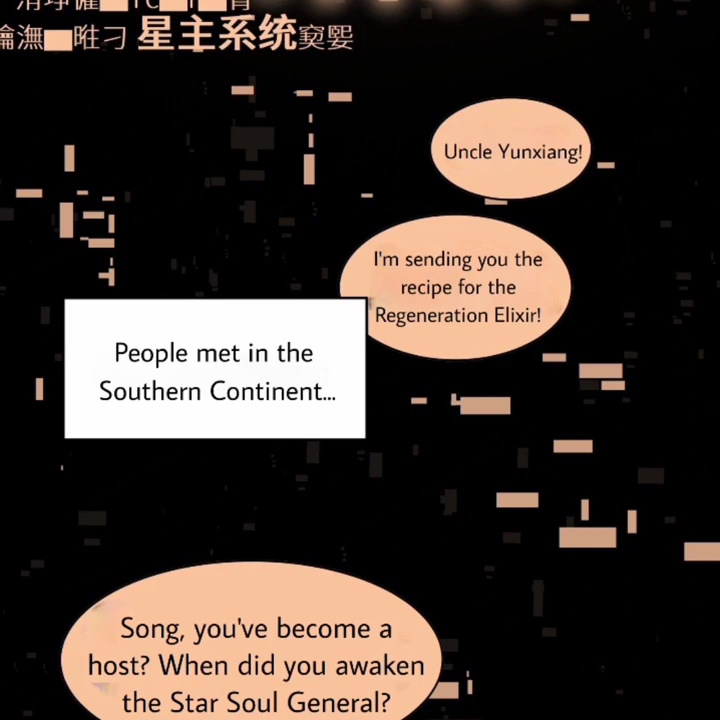 星主系统
Uncle Yunxiang!
I'm sending you the
recipe for the
Regeneration Elixir!
People met in the
Southern Continent...
Song, you've become a
host? When did you awaken
the Star Soul General?